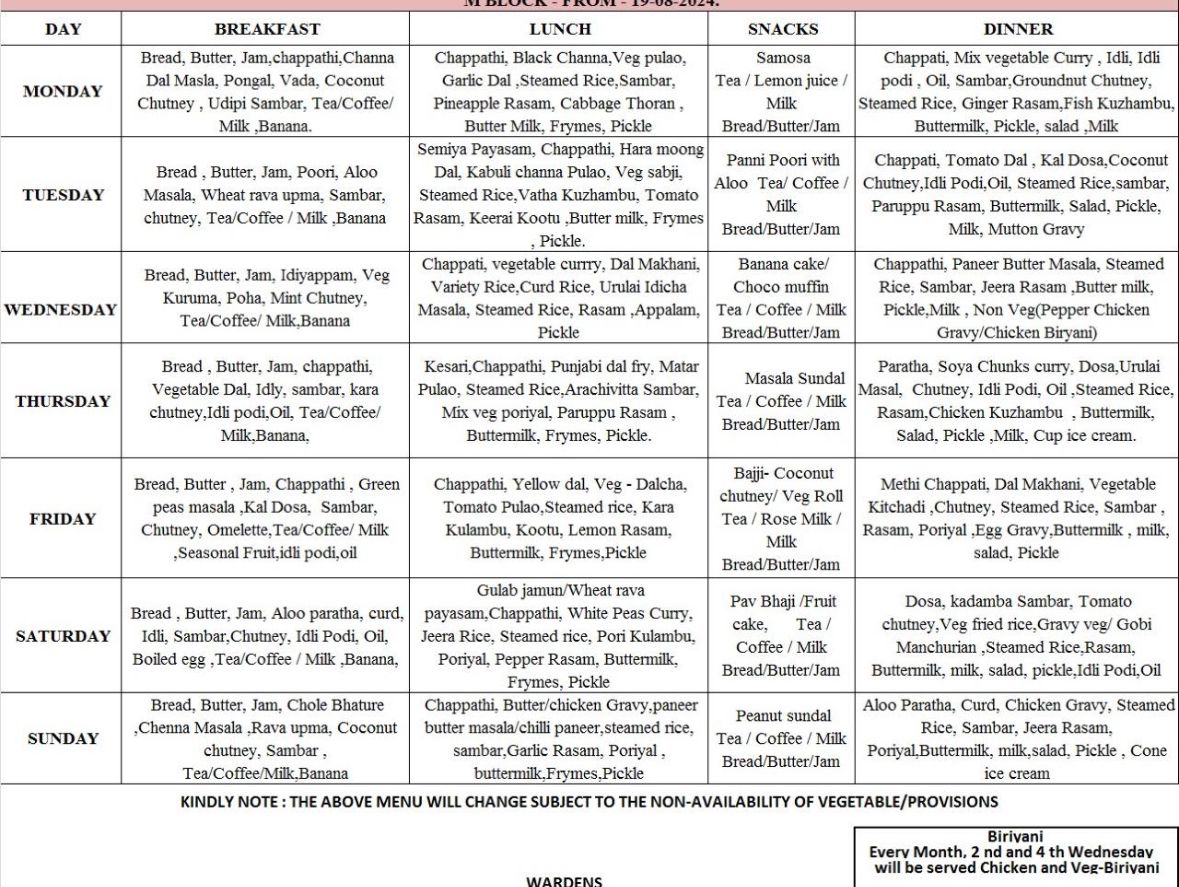 M BLOCK - FROM - 19-08-2024.
DAY BREAKFAST LUNCH SNACKS DINNER
MONDAY
Bread, Butter, Jam,chappathi,Channa
Dal Masla, Pongal, Vada, Coconut
Chutney , Udipi Sambar, Tea/Coffee/
Milk ,Banana.
Chappathi, Black Channa,Veg pulao,
Garlic Dal ,Steamed Rice,Sambar,
Pineapple Rasam, Cabbage Thoran ,
Butter Milk, Frymes, Pickle
Samosa
Tea / Lemon juice /
Milk
Bread/Butter/Jam
Chappati, Mix vegetable Curry , Idli, Idli
podi , Oil, Sambar,Groundnut Chutney,
Steamed Rice, Ginger Rasam,Fish Kuzhambu,
Buttermilk, Pickle, salad ,Milk
TUESDAY
Bread , Butter, Jam, Poori, Aloo
Masala, Wheat rava upma, Sambar,
chutney, Tea/Coffee / Milk ,Banana
Semiya Payasam, Chappathi, Hara moong
Dal, Kabuli channa Pulao, Veg sabji,
Steamed Rice,Vatha Kuzhambu, Tomato
Rasam, Keerai Kootu ,Butter milk, Frymes
, Pickle.
Panni Poori with
Aloo Tea/ Coffee /
Milk
Bread/Butter/Jam
Chappati, Tomato Dal , Kal Dosa,Coconut
Chutney,Idli Podi,Oil, Steamed Rice,sambar,
Paruppu Rasam, Buttermilk, Salad, Pickle,
Milk, Mutton Gravy
WEDNESDAY
Bread, Butter, Jam, Idiyappam, Veg
Kuruma, Poha, Mint Chutney,
Tea/Coffee/ Milk,Banana
Chappati, vegetable currry, Dal Makhani,
Variety Rice,Curd Rice, Urulai Idicha
Masala, Steamed Rice, Rasam ,Appalam,
Pickle
Banana cake/
Choco muffin
Tea / Coffee / Milk
Bread/Butter/Jam
Chappathi, Paneer Butter Masala, Steamed
Rice, Sambar, Jeera Rasam ,Butter milk,
Pickle,Milk , Non Veg(Pepper Chicken
Gravy/Chicken Biryani)
THURSDAY
Bread , Butter, Jam, chappathi,
Vegetable Dal, Idly, sambar, kara
chutney,Idli podi,Oil, Tea/Coffee/
Milk,Banana,
Kesari,Chappathi, Punjabi dal fry, Matar
Pulao, Steamed Rice,Arachivitta Sambar,
Mix veg poriyal, Paruppu Rasam ,
Buttermilk, Frymes, Pickle.
Masala Sundal
Tea / Coffee / Milk
Bread/Butter/Jam
Paratha, Soya Chunks curry, Dosa,Urulai
Masal, Chutney, Idli Podi, Oil ,Steamed Rice,
Rasam,Chicken Kuzhambu , Buttermilk,
Salad, Pickle ,Milk, Cup ice cream.
FRIDAY
Bread, Butter , Jam, Chappathi , Green
peas masala ,Kal Dosa, Sambar,
Chutney, Omelette,Tea/Coffee/ Milk
,Seasonal Fruit,idli podi,oil
Chappathi, Yellow dal, Veg - Dalcha,
Tomato Pulao,Steamed rice, Kara
Kulambu, Kootu, Lemon Rasam,
Buttermilk, Frymes,Pickle
Bajji- Coconut
chutney/ Veg Roll
Tea / Rose Milk /
Milk
Bread/Butter/Jam
Methi Chappati, Dal Makhani, Vegetable
Kitchadi ,Chutney, Steamed Rice, Sambar ,
Rasam, Poriyal ,Egg Gravy,Buttermilk , milk,
salad, Pickle
SATURDAY
Bread , Butter, Jam, Aloo paratha, curd,
Idli, Sambar,Chutney, Idli Podi, Oil,
Boiled egg ,Tea/Coffee / Milk ,Banana,
Gulab jamun/Wheat rava
payasam,Chappathi, White Peas Curry,
Jeera Rice, Steamed rice, Pori Kulambu,
Poriyal, Pepper Rasam, Buttermilk,
Frymes, Pickle
Pav Bhaji /Fruit
cake, Tea /
Coffee / Milk
Bread/Butter/Jam
Dosa, kadamba Sambar, Tomato
chutney,Veg fried rice,Gravy veg/ Gobi
Manchurian ,Steamed Rice,Rasam,
Buttermilk, milk, salad, pickle,Idli Podi,Oil
SUNDAY
Bread, Butter, Jam, Chole Bhature
,Chenna Masala ,Rava upma, Coconut
chutney, Sambar ,
Tea/Coffee/Milk,Banana
Chappathi, Butter/chicken Gravy,paneer
butter masala/chilli paneer,steamed rice,
sambar,Garlic Rasam, Poriyal ,
buttermilk,Frymes,Pickle
Peanut sundal
Tea / Coffee / Milk
Bread/Butter/Jam
Aloo Paratha, Curd, Chicken Gravy, Steamed
Rice, Sambar, Jeera Rasam,
Poriyal,Buttermilk, milk,salad, Pickle , Cone
ice cream
KINDLY NOTE : THE ABOVE MENU WILL CHANGE SUBJECT TO THE NON-AVAILABILITY OF VEGETABLE/PROVISIONS
Biriyani
Every Month, 2 nd and 4 th Wednesday
will be served Chicken and Veg-Biriyani
WARDENS